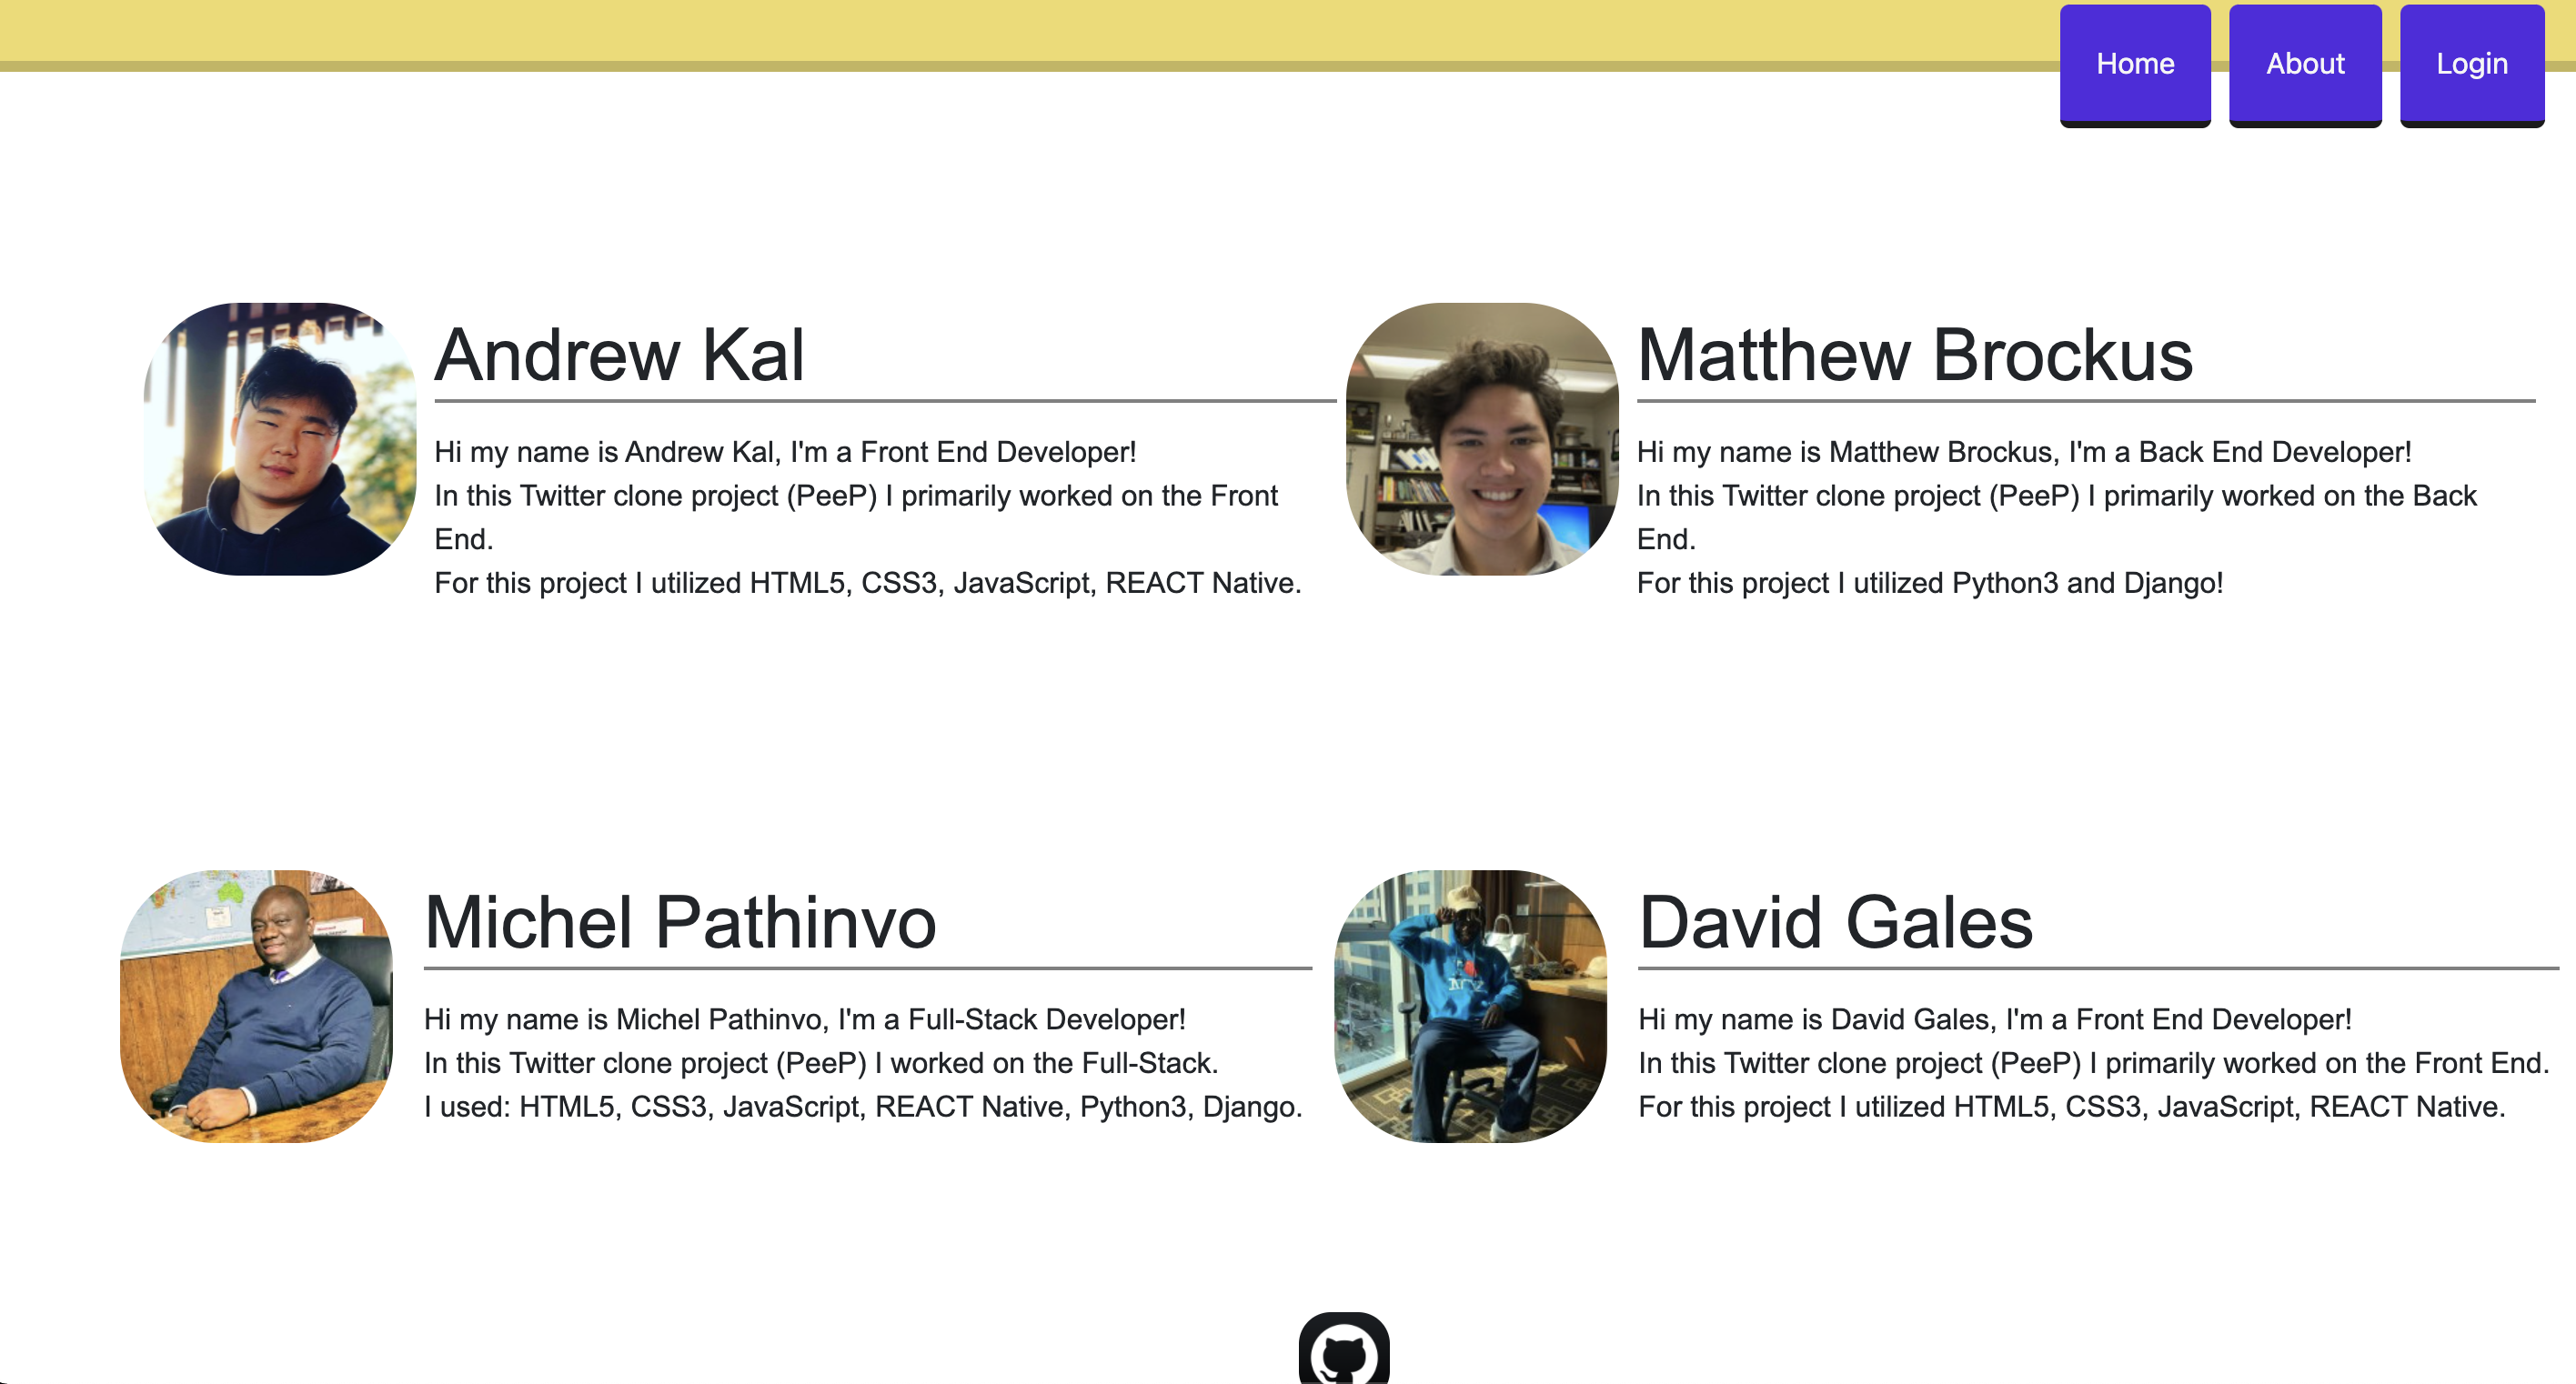 Home About Login
Andrew Kal
Hi my name is Andrew Kal, I'm a Front End Developer!
In this Twitter clone project (PeeP) I primarily worked on the Front
End.
For this project I utilized HTML5, CSS3, JavaScript, REACT Native.
Matthew Brockus
Hi my name is Matthew Brockus, I'm a Back End Developer!
In this Twitter clone project (PeeP) I primarily worked on the Back
End.
For this project I utilized Python3 and Django!
Michel Pathinvo
Hi my name is Michel Pathinvo, I'm a Full-Stack Developer!
In this Twitter clone project (PeeP) I worked on the Full-Stack.
I used: HTML5, CSS3, JavaScript, REACT Native, Python3, Django.
David Gales
Hi my name is David Gales, I'm a Front End Developer!
In this Twitter clone project (PeeP) I primarily worked on the Front End.
For this project I utilized HTML5, CSS3, JavaScript, REACT Native.